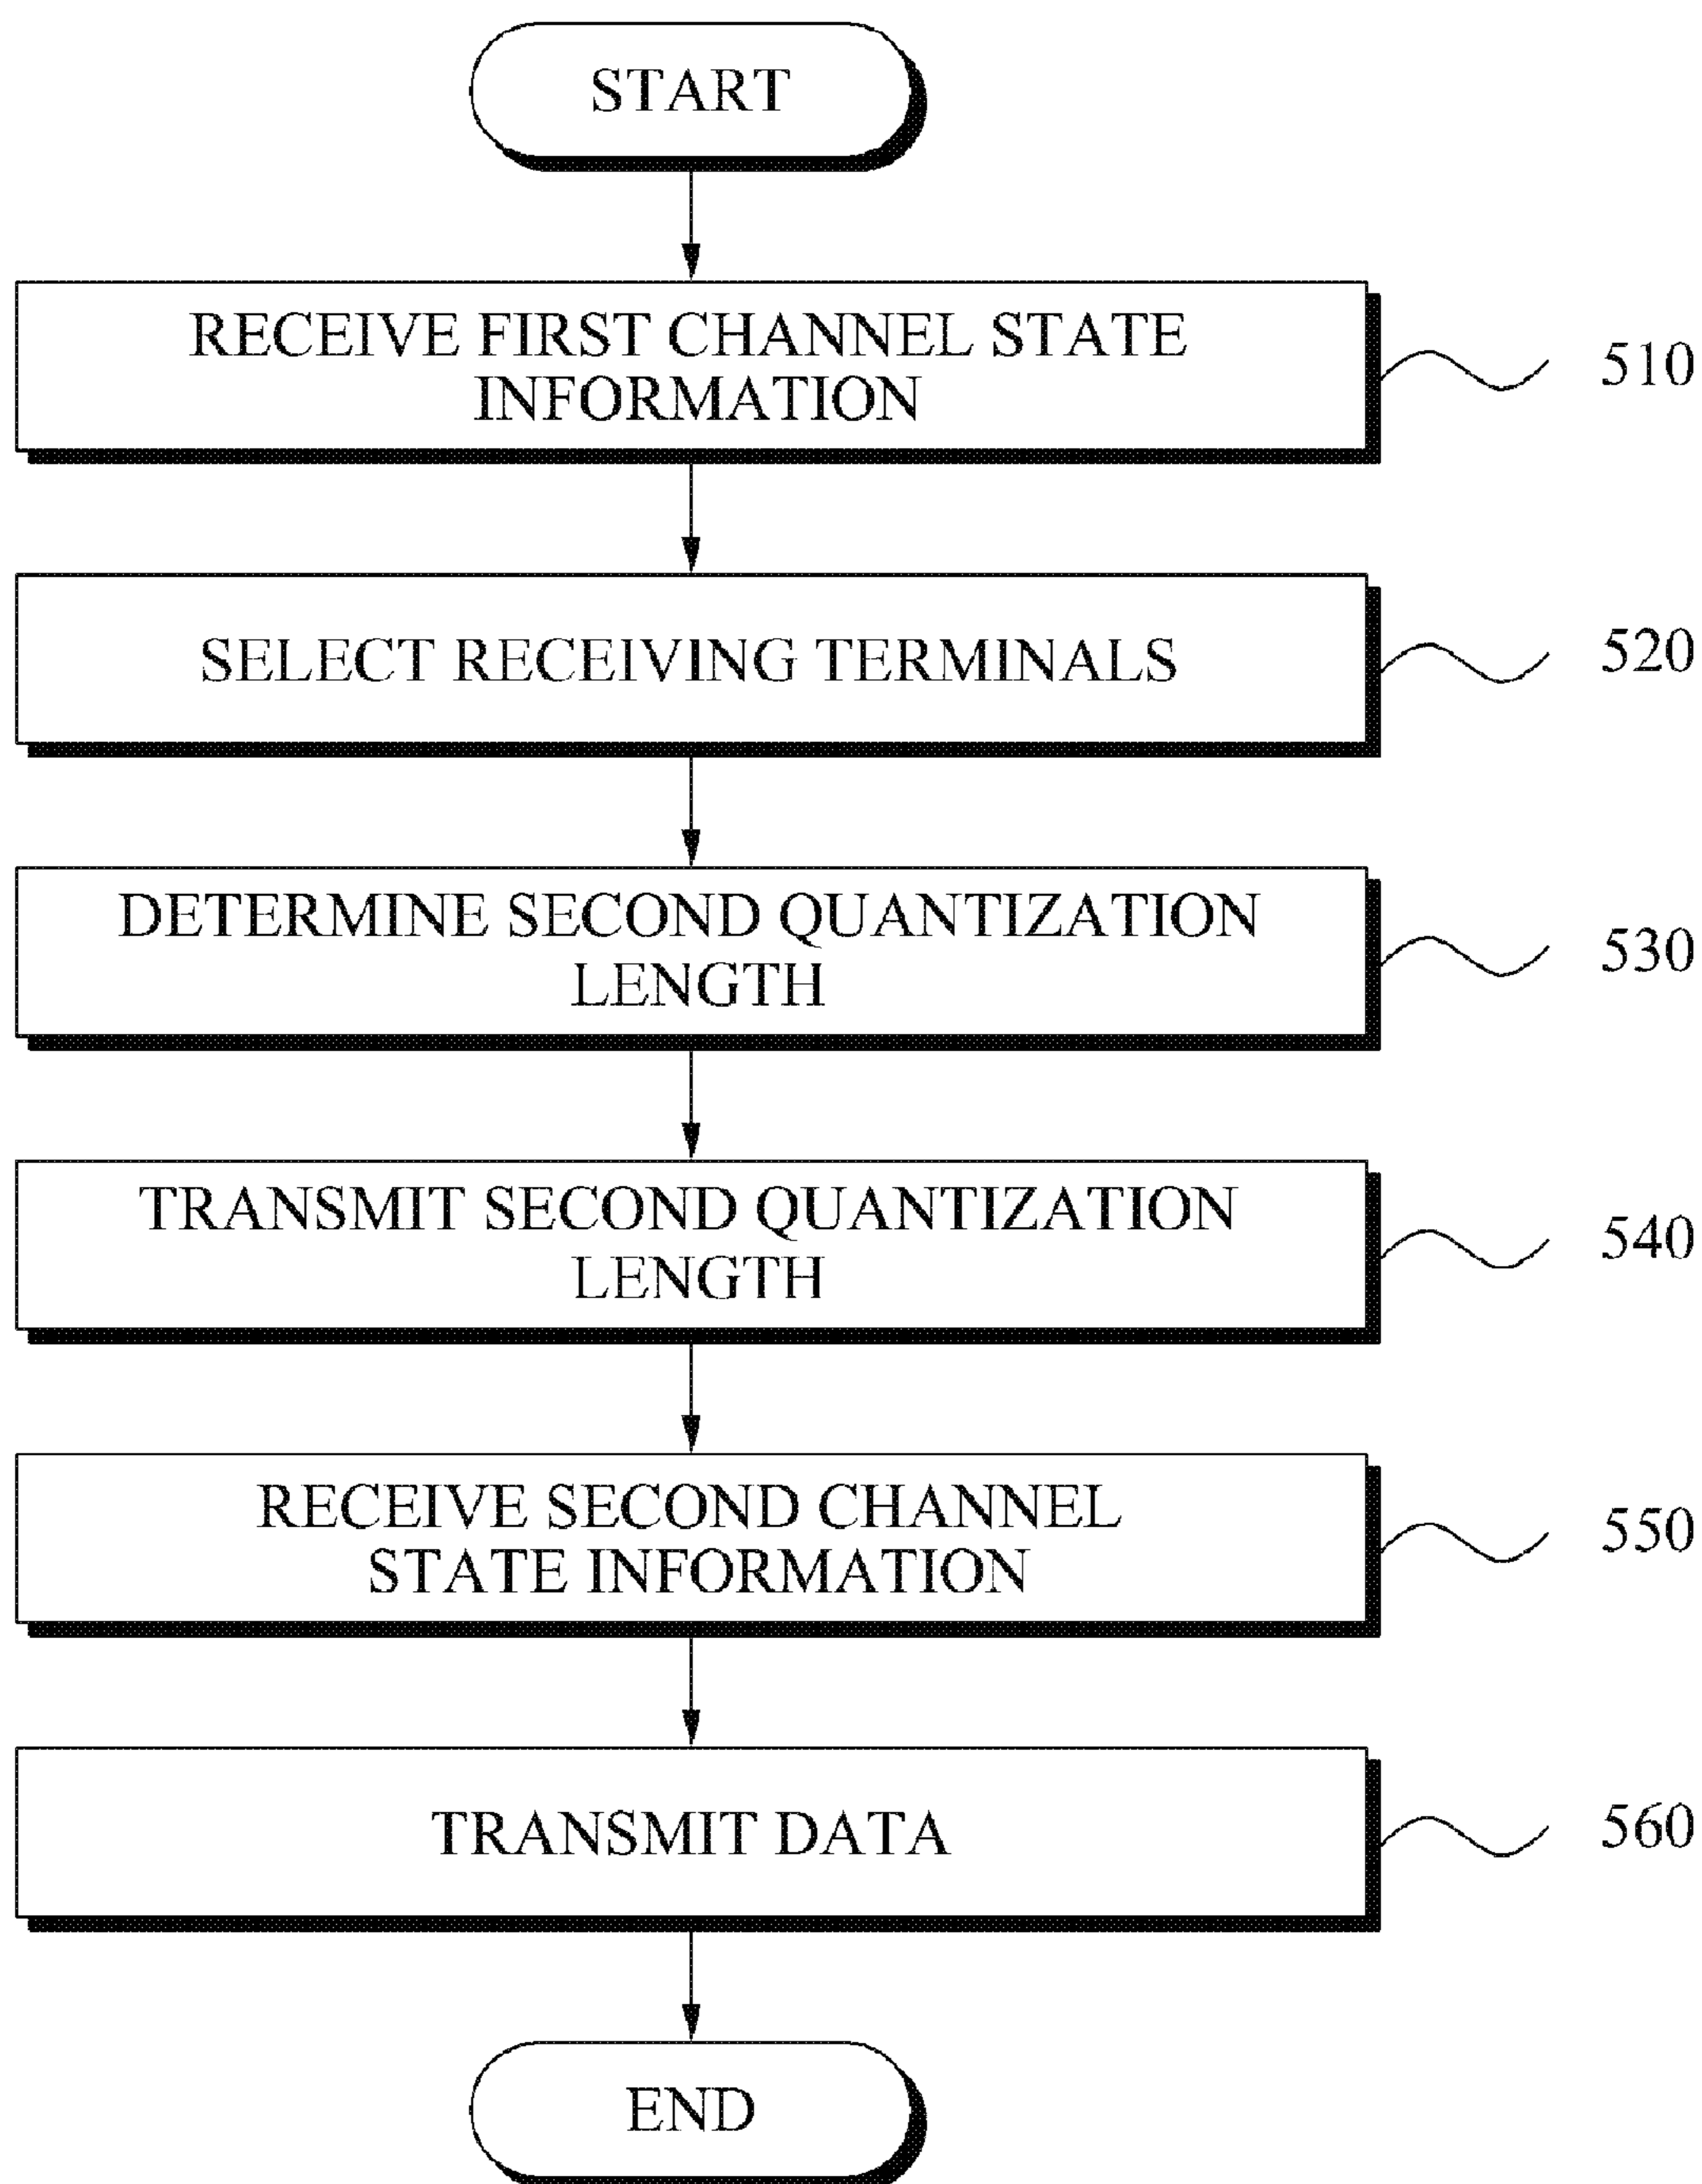 START
RECEIVE FIRST CHANNEL STATE
INFORMATION
510
SELECT RECEIVING TERMINALS
520
DETERMINE SECOND QUANTIZATION
LENGTH
530
TRANSMIT SECOND QUANTIZATION
LENGTH
540
RECEIVE SECOND CHANNEL
STATE INFORMATION
550
TRANSMIT DATA
560
END